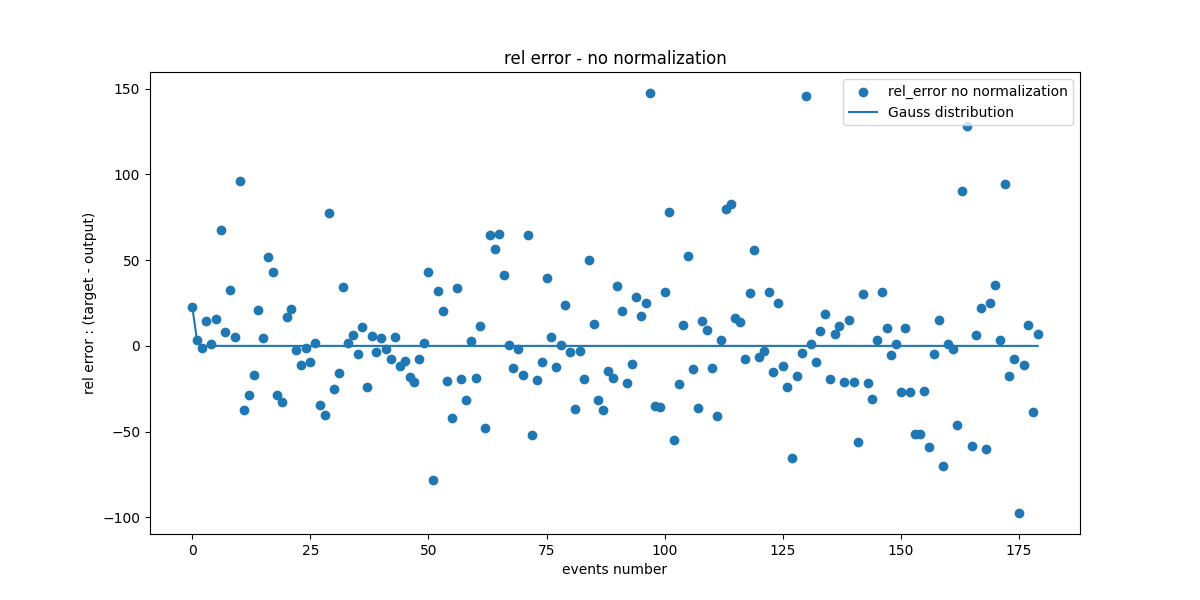 rel error - no normalization
rel_error no normalization
Gauss distribution
rel error : (target - output)
150
100
50
0
−50
−100
0 25 50 75 100 125 150 175
events number